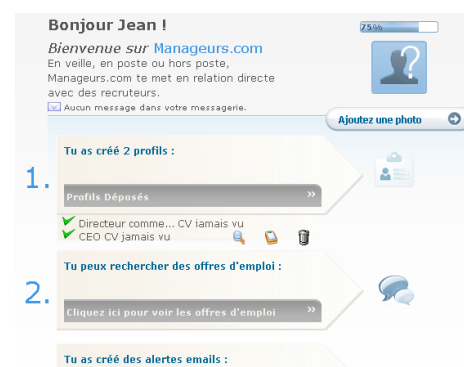 Bonjour Jean !
75%
Bienvenue sur Manageurs.com
En veille, en poste ou hors poste,
Manageurs.com te met en relation directe
avec des recruteurs.
Aucun message dans votre messagerie.
Ajoutez une photo
Tu as créé 2 profils :
1.
Profils Déposés »
Directeur comme... CV jamais vu
CEO CV jamais vu
Tu peux rechercher des offres d'emploi :
2.
Cliquez ici pour voir les offres d'emploi »
Tu as créé des alertes emails :